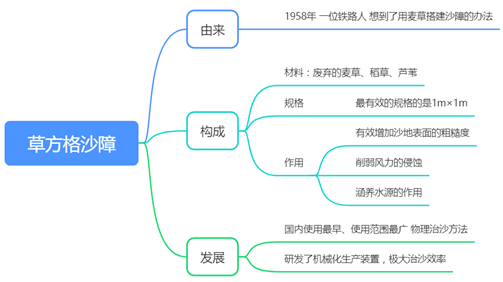 草方格沙障
由来
1958年 一位铁路人 想到了用麦草搭建沙障的办法
构成
材料：废弃的麦草、稻草、芦苇
规格
最有效的规格的是1m×1m
作用
有效增加沙地表面的粗糙度
削弱风力的侵蚀
涵养水源的作用
发展
国内使用最早、使用范围最广 物理治沙方法
研发了机械化生产装置，极大治沙效率